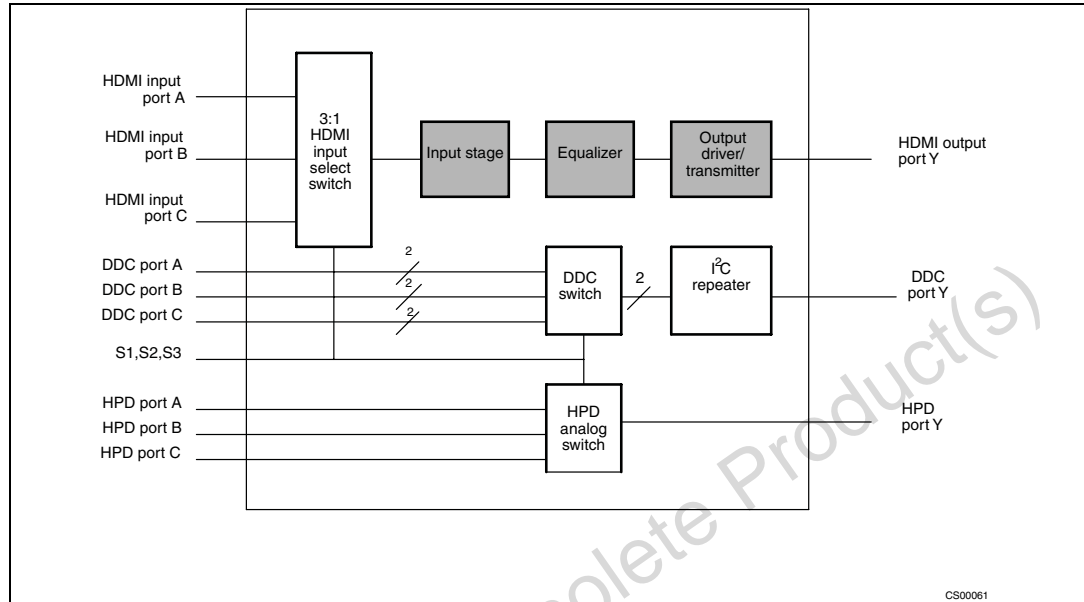 HDMI input
port A
HDMI input
port B
HDMI input
port C
3:1
HDMI
input
select
switch
Input stage
Equalizer
Output
driver/
transmitter
HDMI output
port Y
DDC port A
DDC port B
DDC port C
2
2
2
DDC
switch
2
I2C
repeater
DDC
port Y
S1,S2,S3
HPD port A
HPD port B
HPD port C
HPD
analog
switch
HPD
port Y
olete Product(s)
CS00061